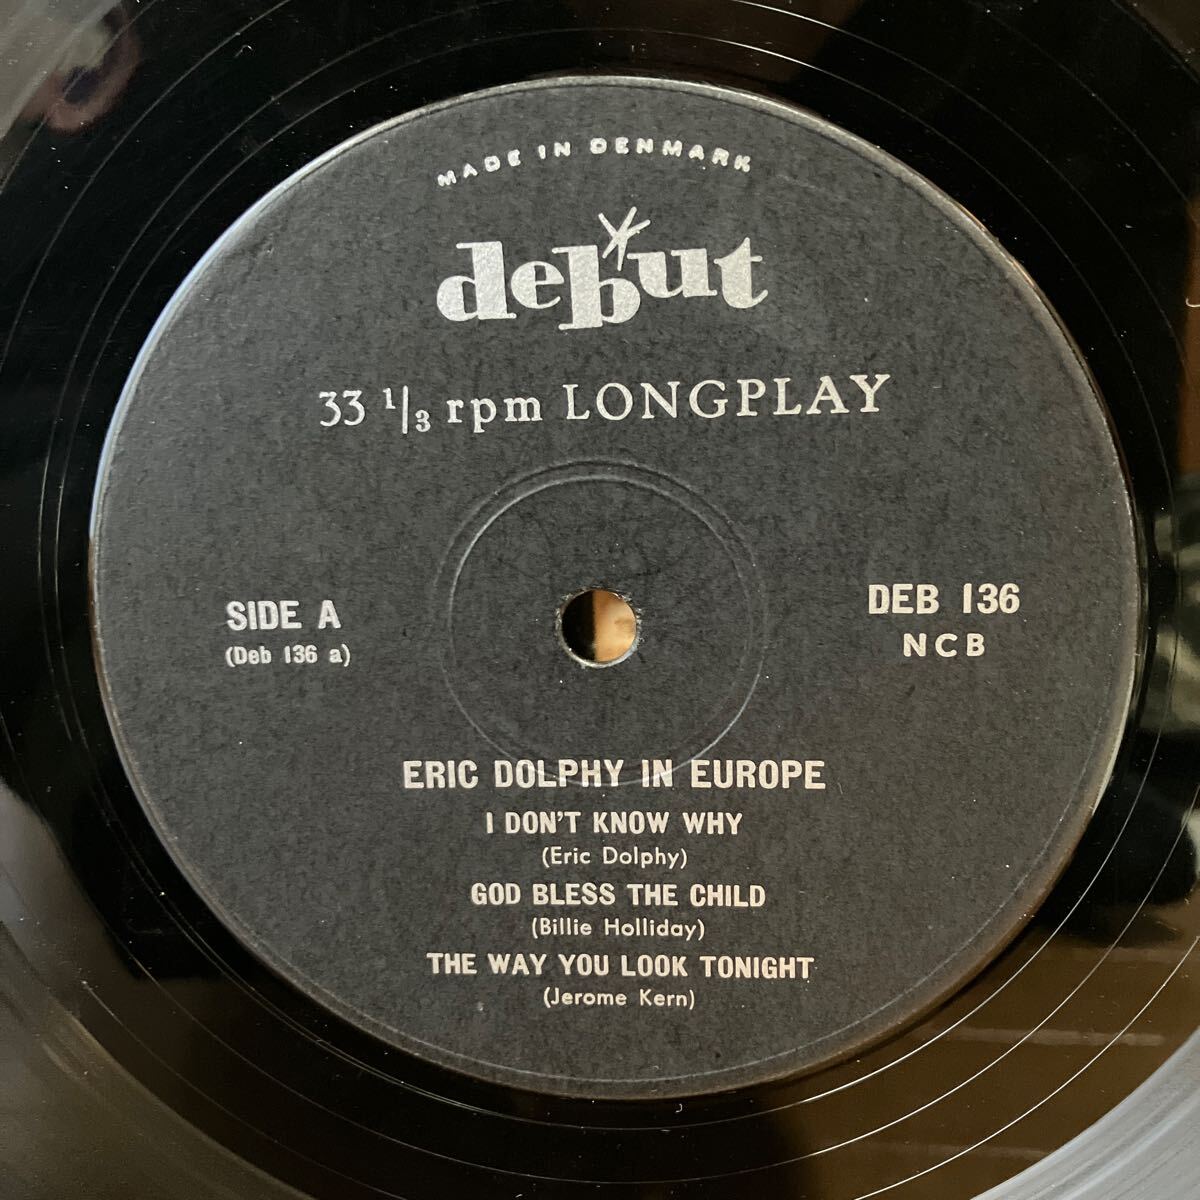 MADE IN DENMARK
debut
33 1/3 rpm LONGPLAY
SIDE A
(Deb 136 a)
DEB 136
NCB
ERIC DOLPHY IN EUROPE
I DON'T KNOW WHY
(Eric Dolphy)
GOD BLESS THE CHILD
(Billie Holliday)
THE WAY YOU LOOK TONIGHT
(Jerome Kern)